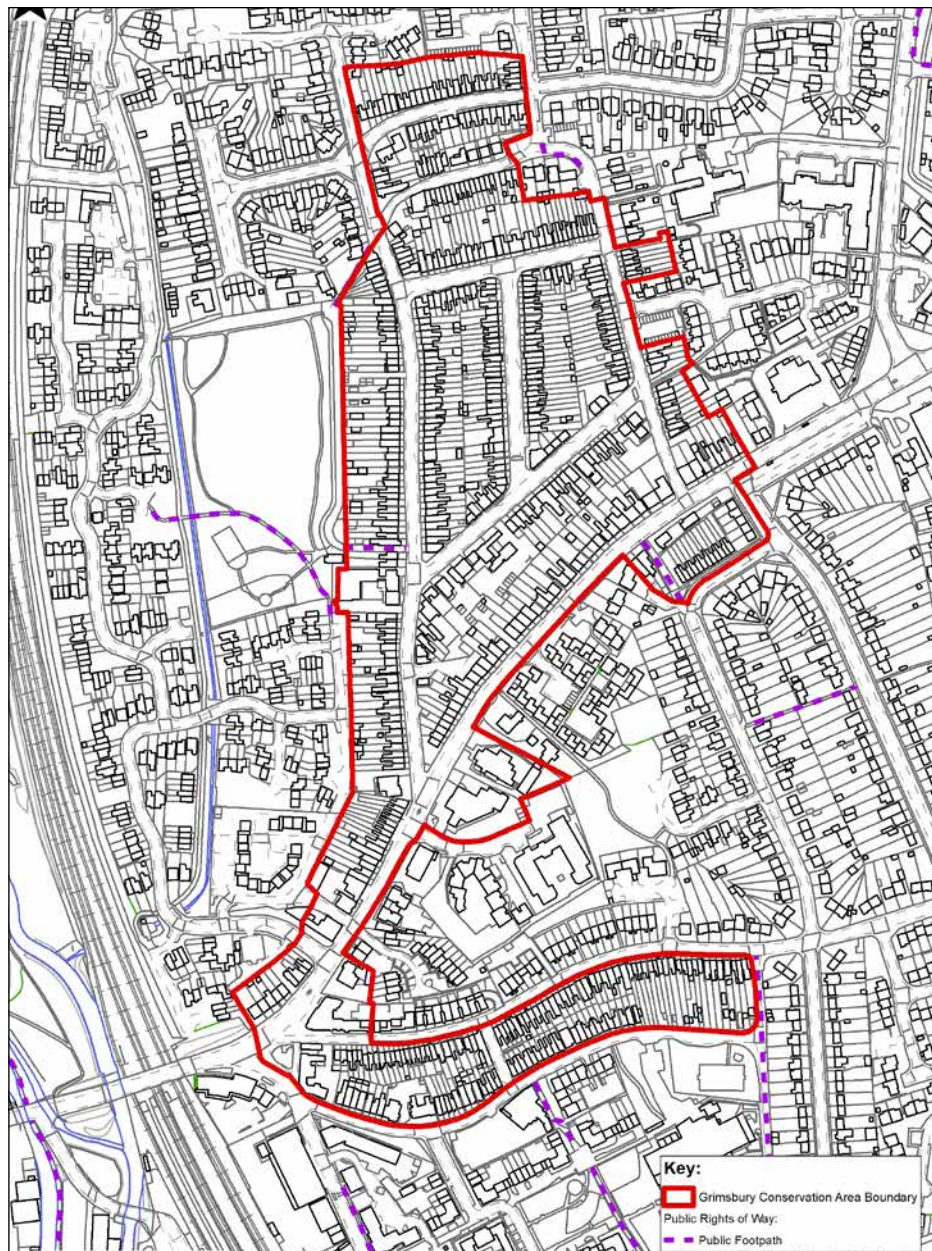 Key:
Grimsbury Conservation Area Boundary
Public Rights of Way:
Public Footpath